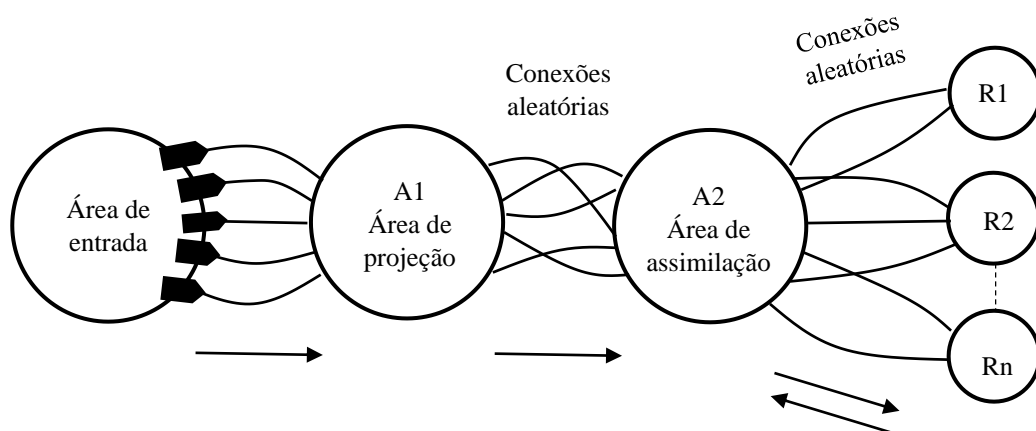 Área de
entrada
A1
Área de
projeção
Conexões
aleatórias
A2
Área de
assimilação
Conexões
aleatórias
R1
R2
Rn